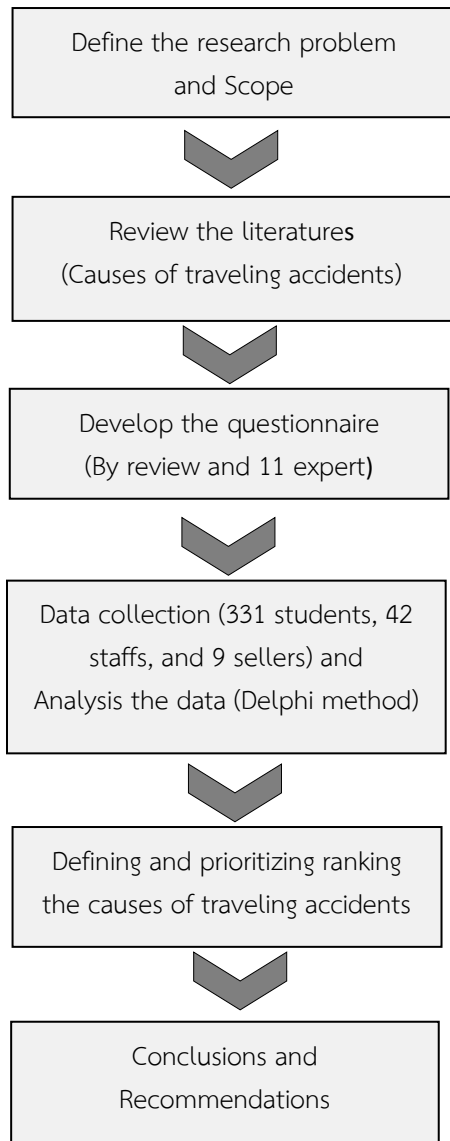 Define the research problem
and Scope
Review the literatures
(Causes of traveling accidents)
Develop the questionnaire
(By review and 11 expert)
Data collection (331 students, 42
staffs, and 9 sellers) and
Analysis the data (Delphi method)
Defining and prioritizing ranking
the causes of traveling accidents
Conclusions and
Recommendations